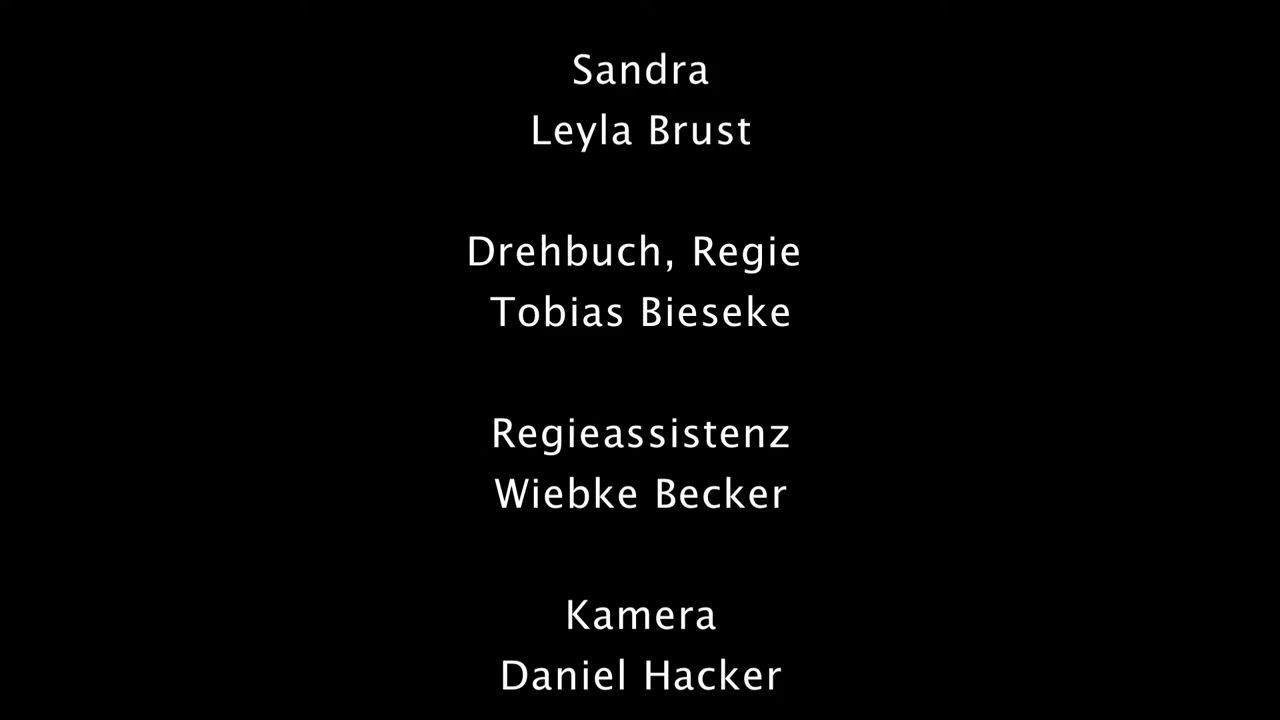 Sandra
Leyla Brust
Drehbuch, Regie
Tobias Bieseke
Regieassistenz
Wiebke Becker
Kamera
Daniel Hacker